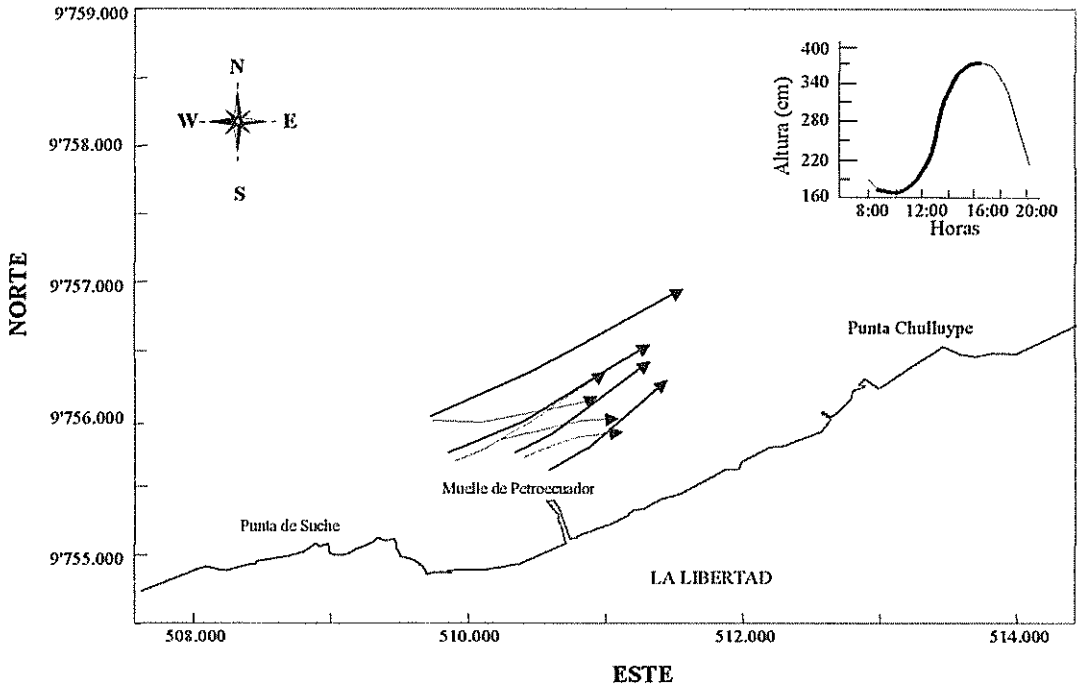 9'759.000
9'758.000
9'757.000
9'756.000
9'755.000
NORTE
N
W
E
S
400
340
280
220
160
Altura (cm)
8:00 12:00 16:00 20:00
Horas
Punta Chulluype
Muelle de Petroecuador
Punta de Suche
LA LIBERTAD
508.000 510.000 512.000 514.000
ESTE